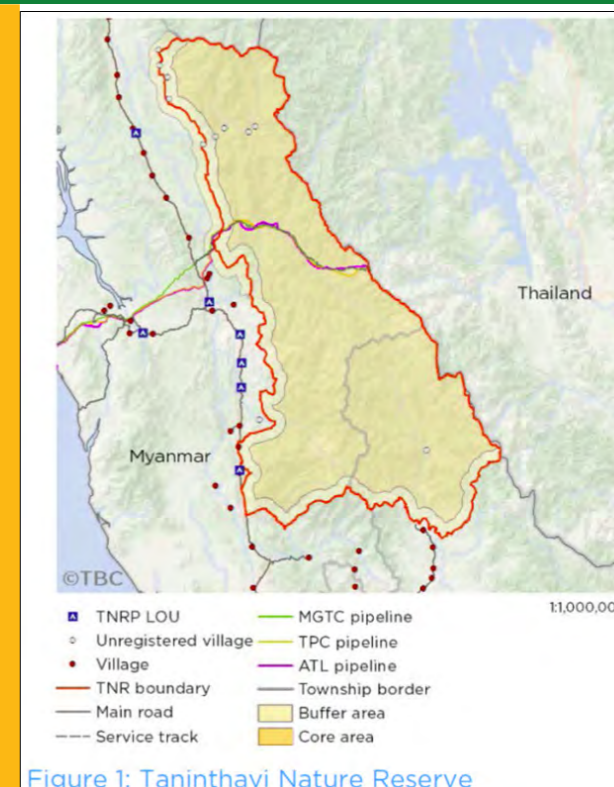 Thailand
Myanmar
©TBC
1:1,000,00
TNRP LOU
Unregistered village
Village
TNR boundary
Main road
Service track
MGTC pipeline
TPC pipeline
ATL pipeline
Township border
Buffer area
Core area
Figure 1: Taninthayi Nature Reserve